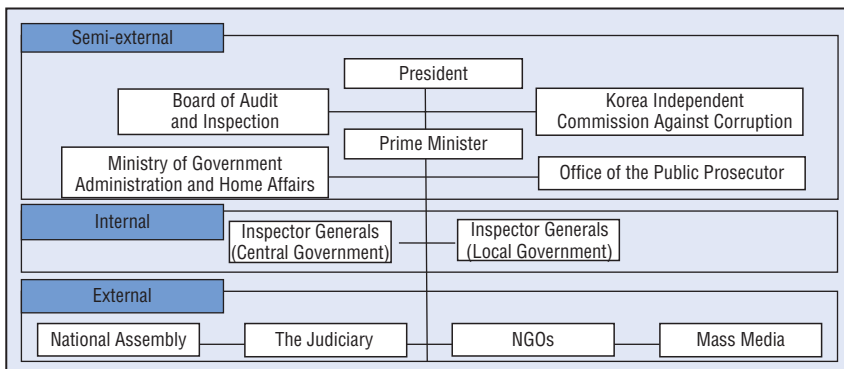 Semi-external
President
Board of Audit
and Inspection
Korea Independent
Commission Against Corruption
Prime Minister
Ministry of Government
Administration and Home Affairs
Office of the Public Prosecutor
Internal
Inspector Generals
(Central Government)
Inspector Generals
(Local Government)
External
National Assembly
The Judiciary
NGOs
Mass Media